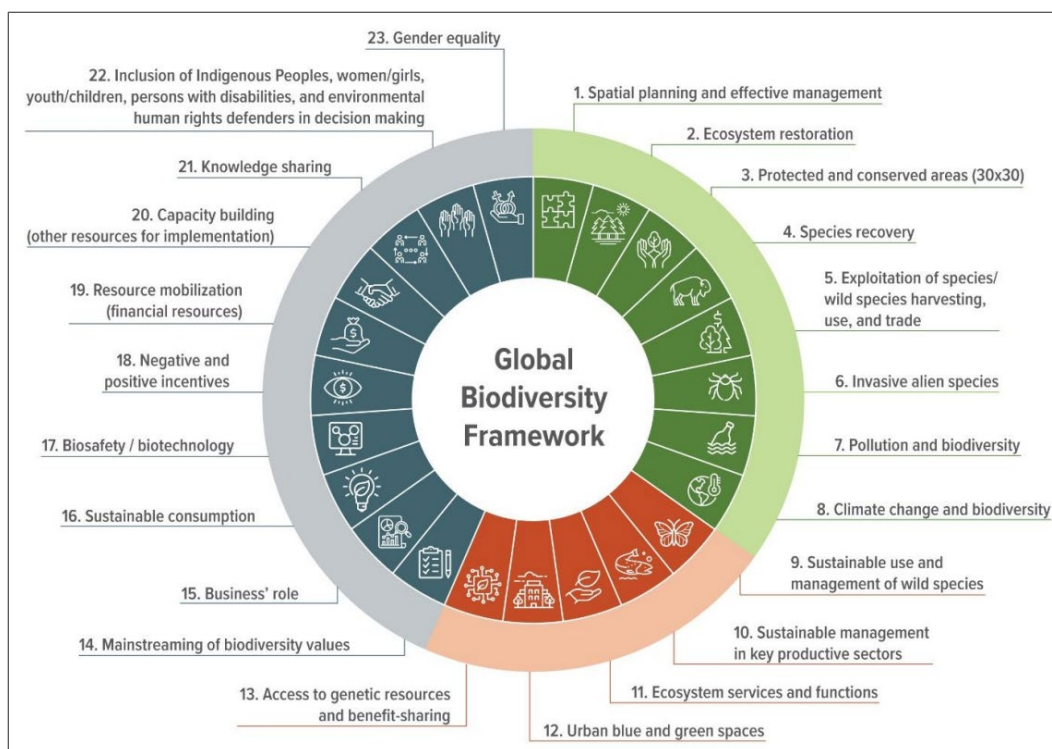 23. Gender equality
22. Inclusion of Indigenous Peoples, women/girls,
youth/children, persons with disabilities, and environmental
human rights defenders in decision making
21. Knowledge sharing
20. Capacity building
(other resources for implementation)
19. Resource mobilization
(financial resources)
18. Negative and
positive incentives
17. Biosafety / biotechnology
16. Sustainable consumption
15. Business’ role
14. Mainstreaming of biodiversity values
13. Access to genetic resources
and benefit-sharing
1. Spatial planning and effective management
2. Ecosystem restoration
3. Protected and conserved areas (30x30)
4. Species recovery
5. Exploitation of species/
wild species harvesting,
use, and trade
6. Invasive alien species
7. Pollution and biodiversity
8. Climate change and biodiversity
9. Sustainable use and
management of wild species
10. Sustainable management
in key productive sectors
11. Ecosystem services and functions
12. Urban blue and green spaces
Global
Biodiversity
Framework
$
$
$